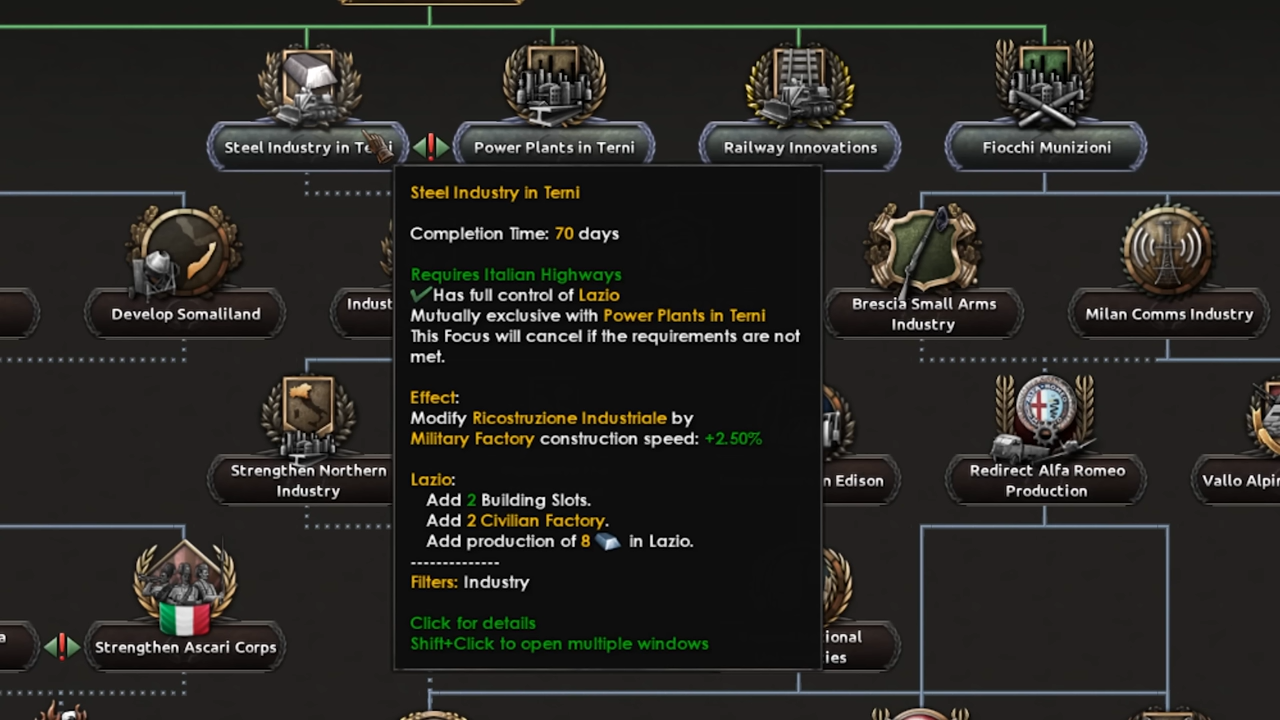 Steel Industry in Terni
Power Plants in Terni
Railway Innovations
Fiocchi Munizioni
Steel Industry in Terni
Completion Time: 70 days
Requires Italian Highways
Has full control of Lazio
Mutually exclusive with Power Plants in Terni
This Focus will cancel if the requirements are not
met.
Effect:
Modify Ricostruzione Industriale by
Military Factory construction speed: +2.50%
Lazio:
Add 2 Building Slots.
Add 2 Civilian Factory.
Add production of 8 in Lazio.
--------------
Filters: Industry
Click for details
Shift+Click to open multiple windows
Develop Somaliland
Brescia Small Arms
Industry
Milan Comms Industry
Strengthen Northern
Industry
Edison
Redirect Alfa Romeo
Production
Strengthen Ascari Corps